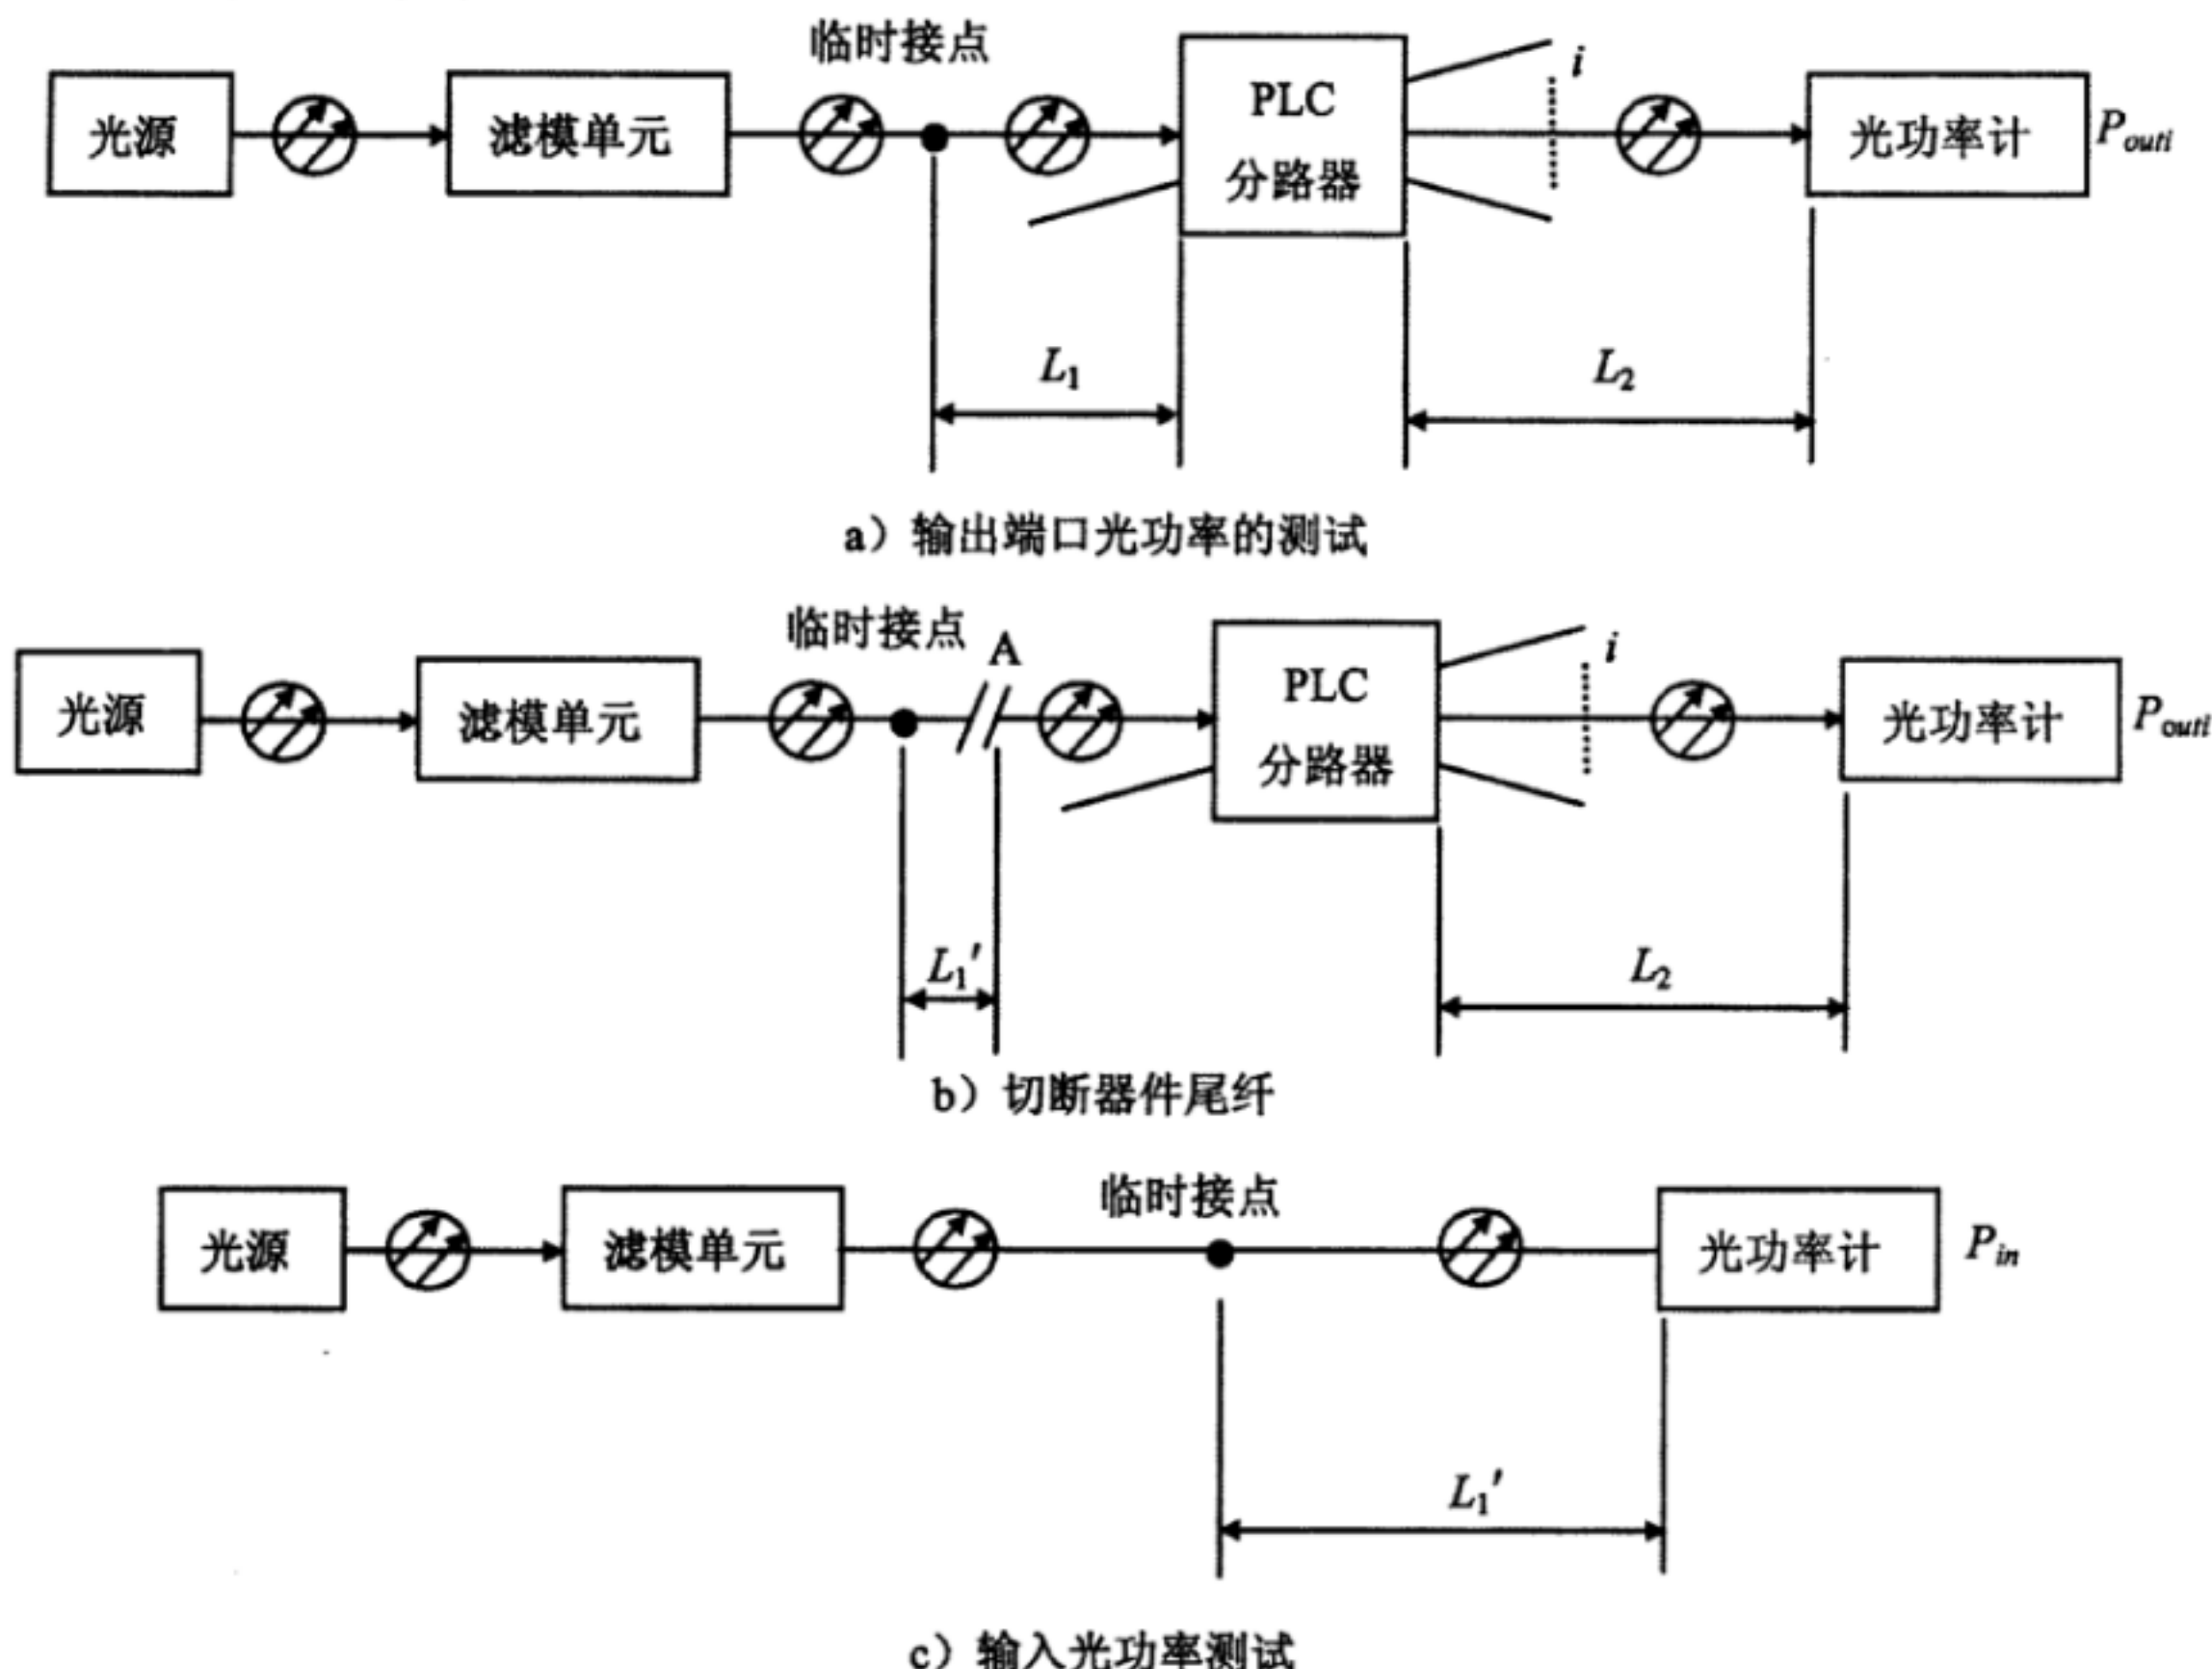 临时接点
光源
滤模单元
PLC
分路器
i
光功率计
Pouti
L1
L2
a）输出端口光功率的测试
临时接点
A
光源
滤模单元
PLC
分路器
i
光功率计
Pouti
L1′
L2
b）切断器件尾纤
临时接点
光源
滤模单元
光功率计
Pin
L1′
c）输入光功率测试